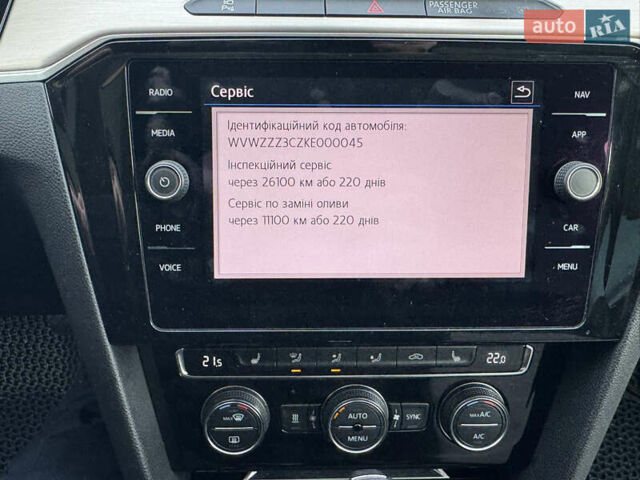 PASSENGER
AIR BAG
auto RIA
RADIO
MEDIA
PHONE
VOICE
Сервіс
Ідентифікаційний код автомобіля:
WVWZZZ3CZKE000045
Інспекційний сервіс
через 26100 км або 220 днів
Сервіс по заміні оливи
через 11100 км або 220 днів
NAV
APP
CAR
MENU
21.5
22.0
MAX
AUTO
MENU
SYNC
MAX A/C
A/C